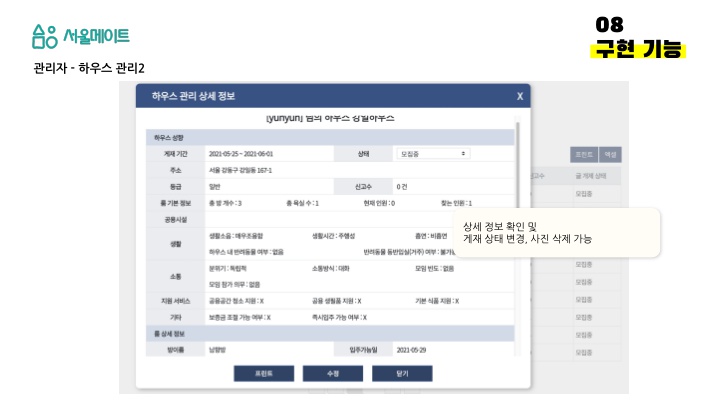 서울메이트
08
구현 기능
관리자 - 하우스 관리2
하우스 관리 상세 정보 X
[yunyun] 님의 하우스 강일하우스
하우스 성향
게재 기간 2021-05-25 ~ 2021-06-01 상태 모집중
주소 서울 강동구 강일동 167-1
등급 일반 신고수 0 건
룸 기본 정보 총 방 개수 : 3 총 욕실 수 : 1 현재 인원 : 0 찾는 인원 : 1
공용시설
생활 생활소음 : 매우조용함 생활시간 : 주행성 흡연 : 비흡연
하우스 내 반려동물 여부 : 없음 반려동물 동반입실(거주) 여부 : 불가능
소통 분위기 : 독립적 소통방식 : 대화 모임 빈도 : 없음
모임 참가 의무 : 없음
지원 서비스 공용공간 청소 지원 : X 공용 생필품 지원 : X 기본 식품 지원 : X
기타 보증금 조절 가능 여부 : X 즉시입주 가능 여부 : X
룸 상세 정보
방이름 남향방 입주가능일 2021-05-29
프린트 수정 닫기
상세 정보 확인 및
게재 상태 변경, 사진 삭제 가능
프린트 엑셀
신고수 글 게재 상태
모집중
모집중
모집중
모집중
모집중
모집중
모집중